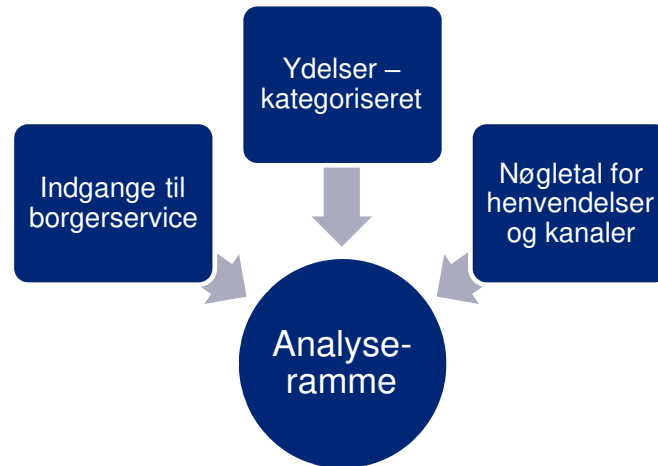 Ydelser –
kategoriseret
Indgange til
borgerservice
Nøgletal for
henvendelser
og kanaler
Analyse-
ramme